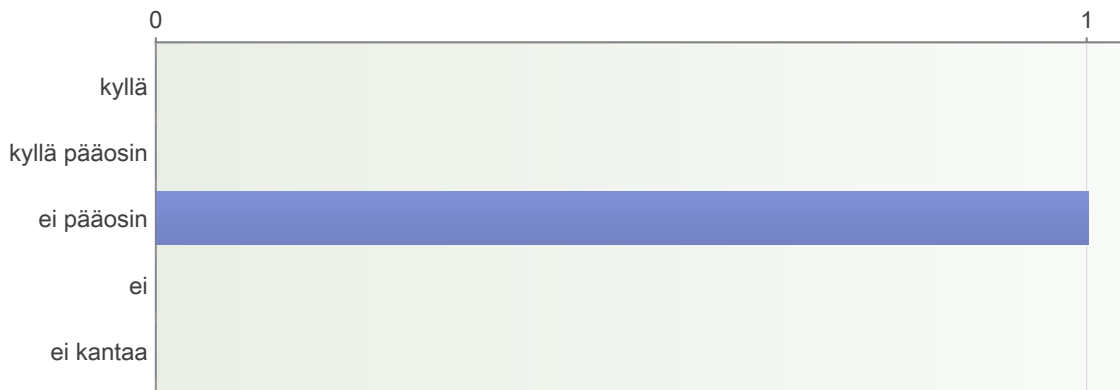 0 1
kyllä
kyllä pääosin
ei pääosin
ei
ei kantaa